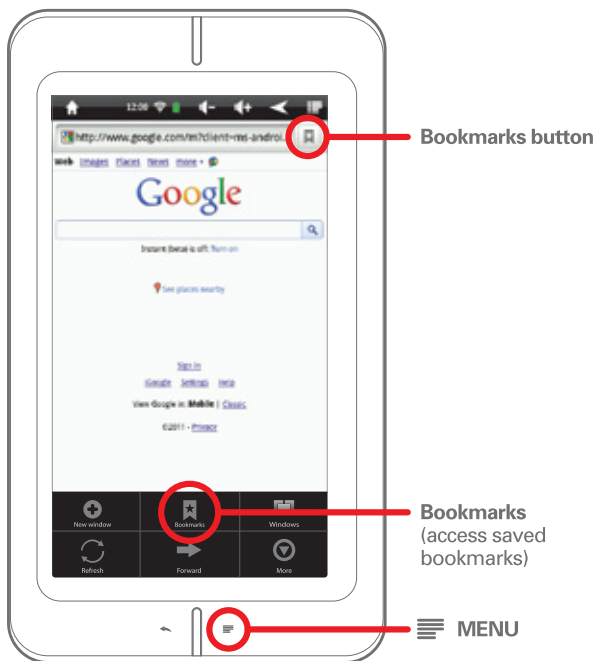 12:08
http://www.google.com/m?client=ms-androi...
Bookmarks button
Web Images Places News more
Google
Instant (beta) is off: Turn on
See places nearby
Sign in
Google Settings Help
View Google in: Mobile | Classic
©2011 - Privacy
New window
Bookmarks
Windows
Bookmarks
(access saved
bookmarks)
Refresh
Forward
More
MENU